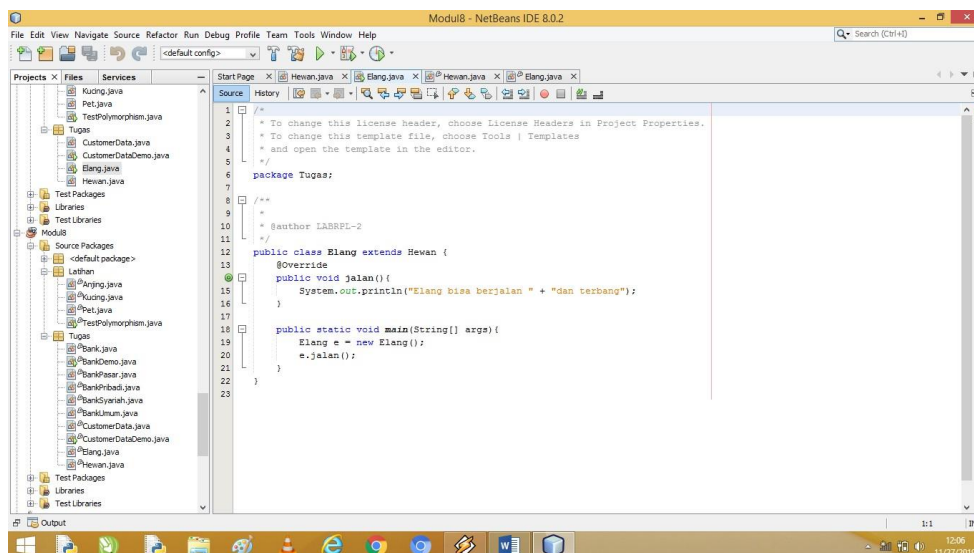 Modul8 - NetBeans IDE 8.0.2
File Edit View Navigate Source Refactor Run Debug Profile Team Tools Window Help
Search (Ctrl+I)
<default config>
Projects Files Services
Start Page Hewan.java Elang.java Hewan.java Elang.java
Source History
Kucing.java
Pet.java
TestPolymorphism.java
Tugas
CustomerData.java
CustomerDataDemo.java
Elang.java
Hewan.java
Test Packages
Libraries
Test Libraries
Modul8
Source Packages
<default package>
Latihan
Anjing.java
Kucing.java
Pet.java
TestPolymorphism.java
Tugas
Bank.java
BankDemo.java
BankPasar.java
BankPribadi.java
BankSyariah.java
BankUmum.java
CustomerData.java
CustomerDataDemo.java
Elang.java
Hewan.java
Test Packages
Libraries
Test Libraries
1 /*
2 * To change this license header, choose License Headers in Project Properties.
3 * To change this template file, choose Tools | Templates
4 * and open the template in the editor.
5 */
6 package Tugas;
7
8 /**
9 *
10 * @author LABRPL-2
11 */
12 public class Elang extends Hewan {
13 @Override
public void jalan(){
15 System.out.println("Elang bisa berjalan " + "dan terbang");
16 }
17
18 public static void main(String[] args){
19 Elang e = new Elang();
20 e.jalan();
21 }
22 }
23
Output
1:1
12:06